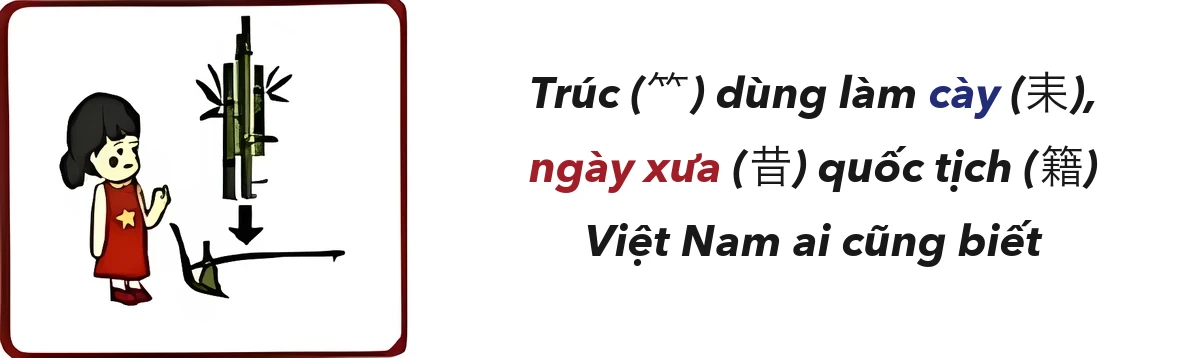 Trúc (⺮) dùng làm cày (耒),
ngày xưa (昔) quốc tịch (籍)
Việt Nam ai cũng biết